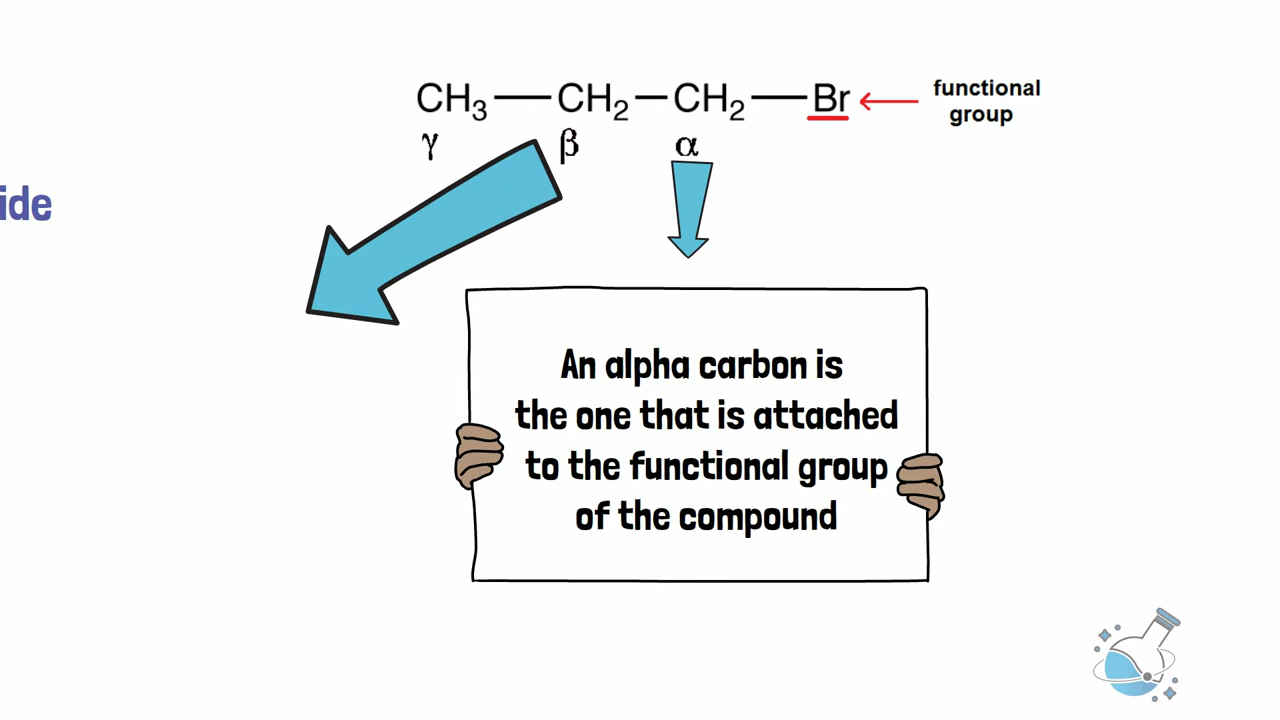 CH₃—CH₂—CH₂—Br
functional
group
γ β α
ide
An alpha carbon is
the one that is attached
to the functional group
of the compound